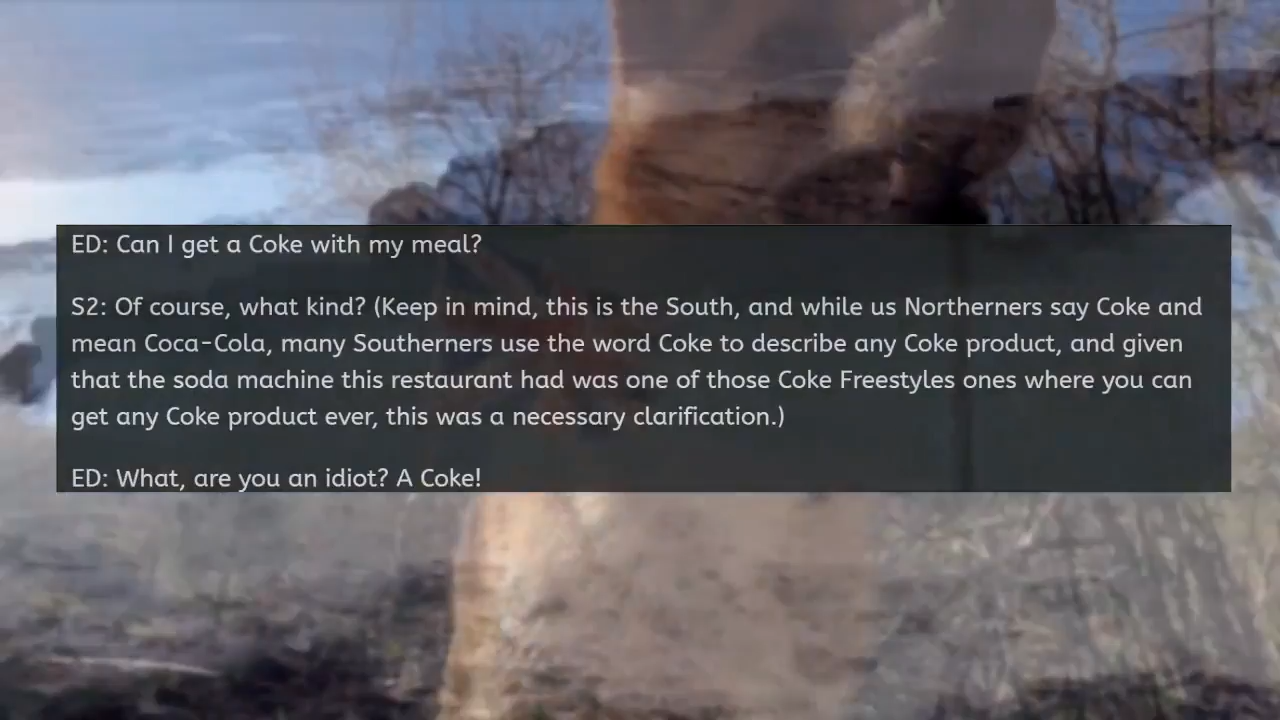 ED: Can I get a Coke with my meal?
S2: Of course, what kind? (Keep in mind, this is the South, and while us Northerners say Coke and
mean Coca-Cola, many Southerners use the word Coke to describe any Coke product, and given
that the soda machine this restaurant had was one of those Coke Freestyles ones where you can
get any Coke product ever, this was a necessary clarification.)
ED: What, are you an idiot? A Coke!